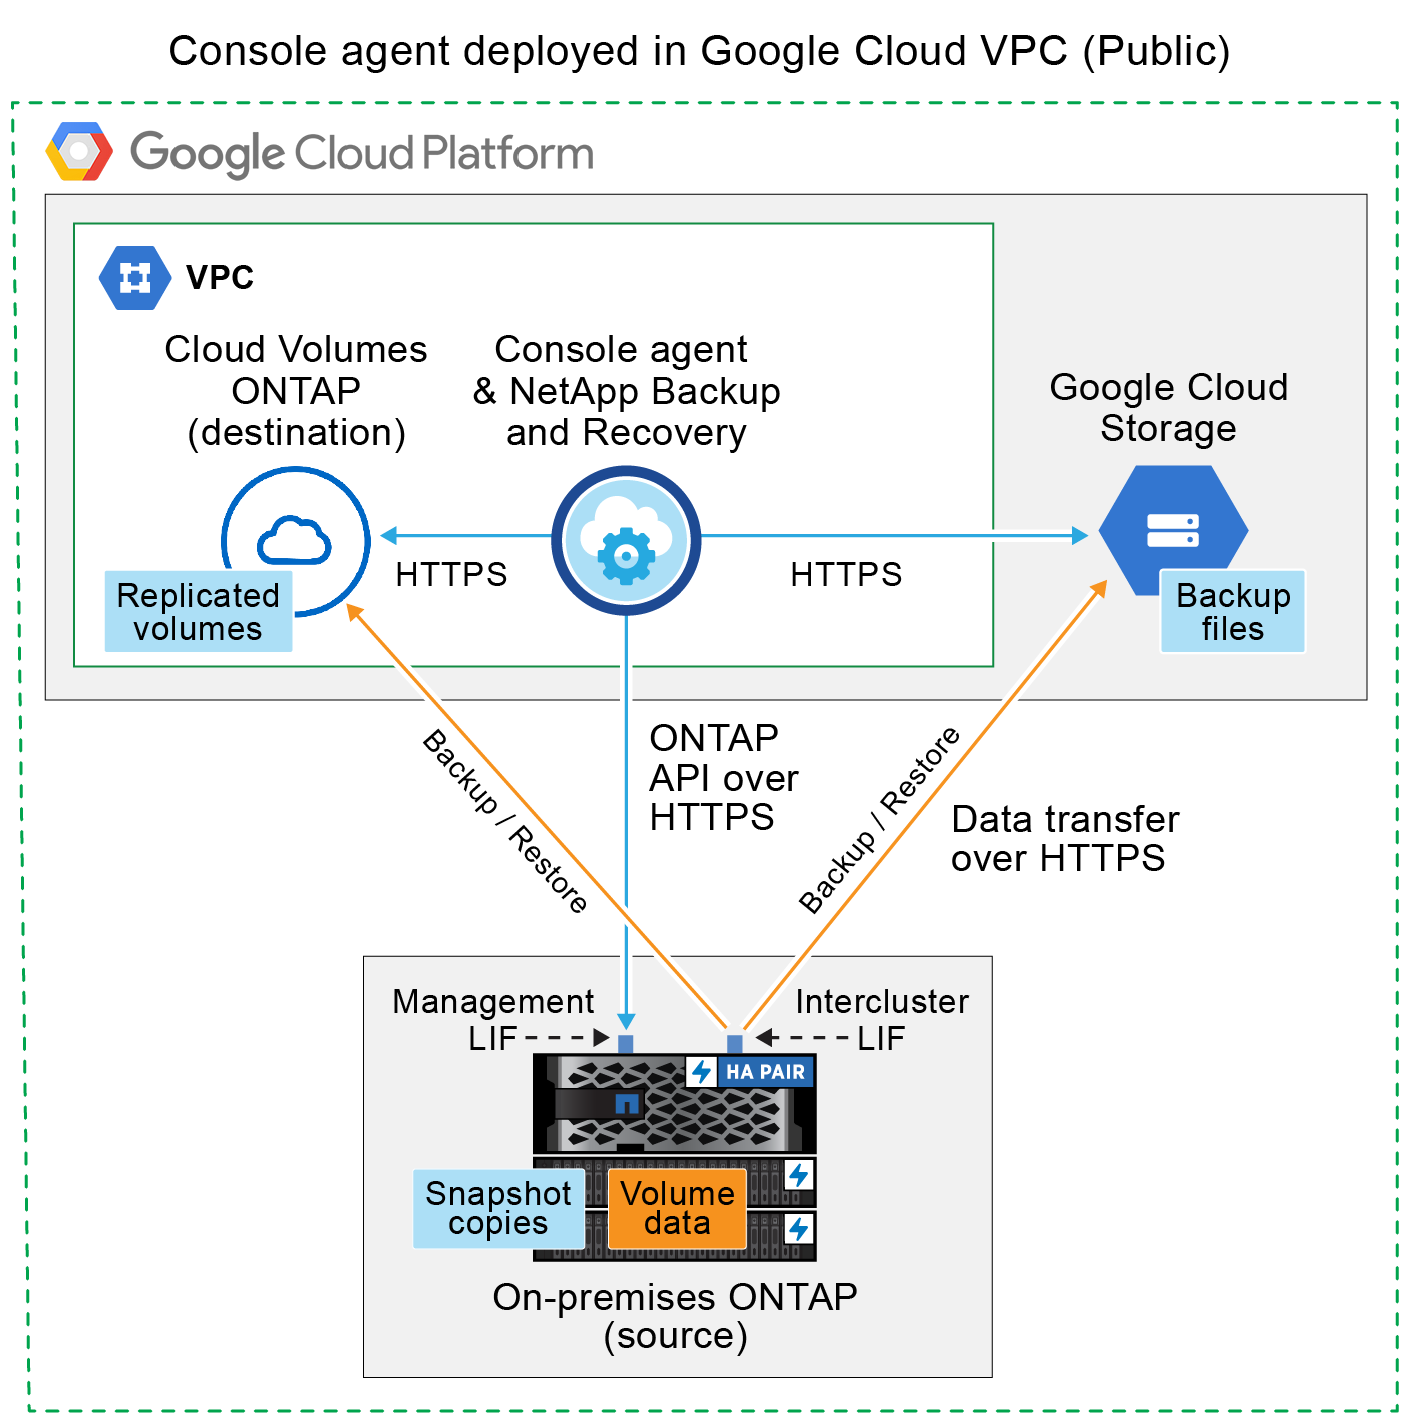 Console agent deployed in Google Cloud VPC (Public)
Google Cloud Platform
VPC
Cloud Volumes
ONTAP
(destination)
Console agent
& NetApp Backup
and Recovery
Google Cloud
Storage
HTTPS
HTTPS
Replicated
volumes
Backup
files
Backup / Restore
ONTAP
API over
HTTPS
Backup / Restore
Data transfer
over HTTPS
Management
LIF
Intercluster
LIF
HA PAIR
Snapshot
copies
Volume
data
On-premises ONTAP
(source)